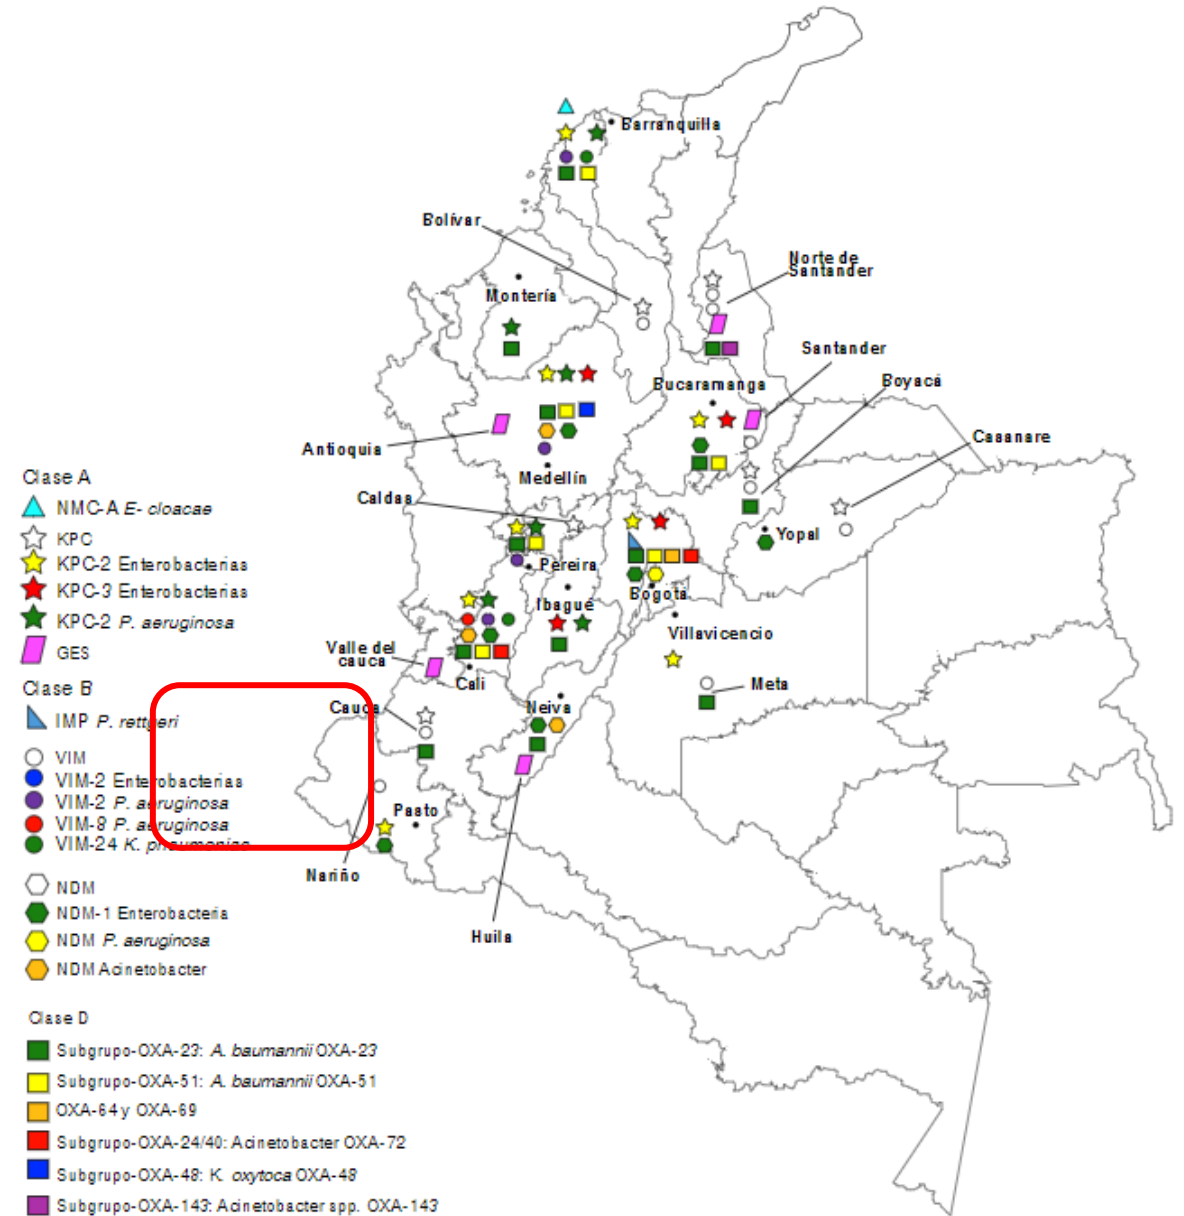 Barranquilla
Bolívar
Norte de
Santander
Montería
Santander
Bucaramanga
Boyacá
Casanare
Antioquia
Medellín
Caldas
Yopal
Pereira
Ibagué
Bogotá
Villavicencio
Valle del
cauca
Cali
Meta
Neiva
Cauca
Pasto
Nariño
Huila
Clase A
NMC-A E- cloacae
KPC
KPC-2 Enterobacterias
KPC-3 Enterobacterias
KPC-2 P. aeruginosa
GES
Clase B
IMP P. rettgeri
VIM
VIM-2 Enterobacterias
VIM-2 P. aeruginosa
VIM-8 P. aeruginosa
VIM-24 K. pneumoniae
NDM
NDM-1 Enterobacteria
NDM P. aeruginosa
NDM Acinetobacter
Clase D
Subgrupo-OXA-23: A. baumannii OXA-23
Subgrupo-OXA-51: A. baumannii OXA-51
OXA-64 y OXA-69
Subgrupo-OXA-24/40: Acinetobacter OXA-72
Subgrupo-OXA-48: K. oxytoca OXA-48
Subgrupo-OXA-143: Acinetobacter spp. OXA-143